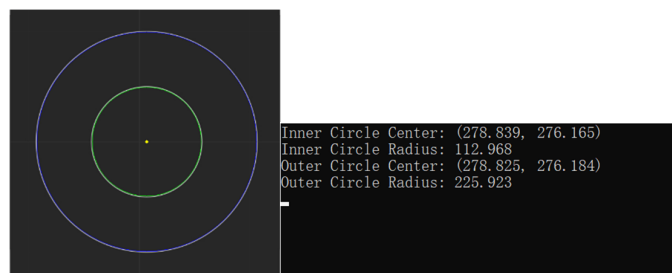 Inner Circle Center: (278.839, 276.165)
Inner Circle Radius: 112.968
Outer Circle Center: (278.825, 276.184)
Outer Circle Radius: 225.923